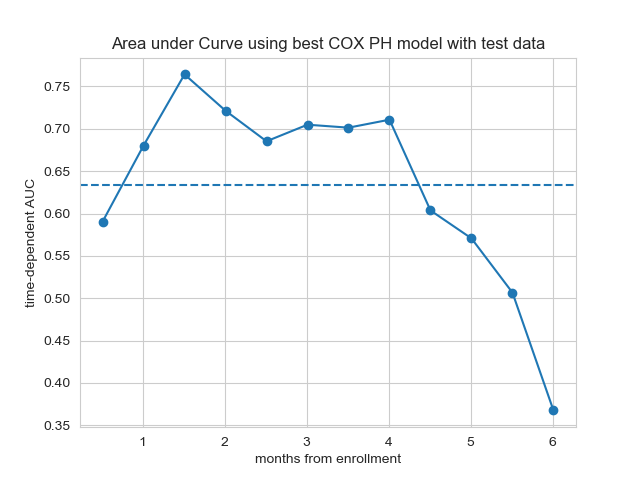 Area under Curve using best COX PH model with test data
time-dependent AUC
0.75
0.70
0.65
0.60
0.55
0.50
0.45
0.40
0.35
1 2 3 4 5 6
months from enrollment